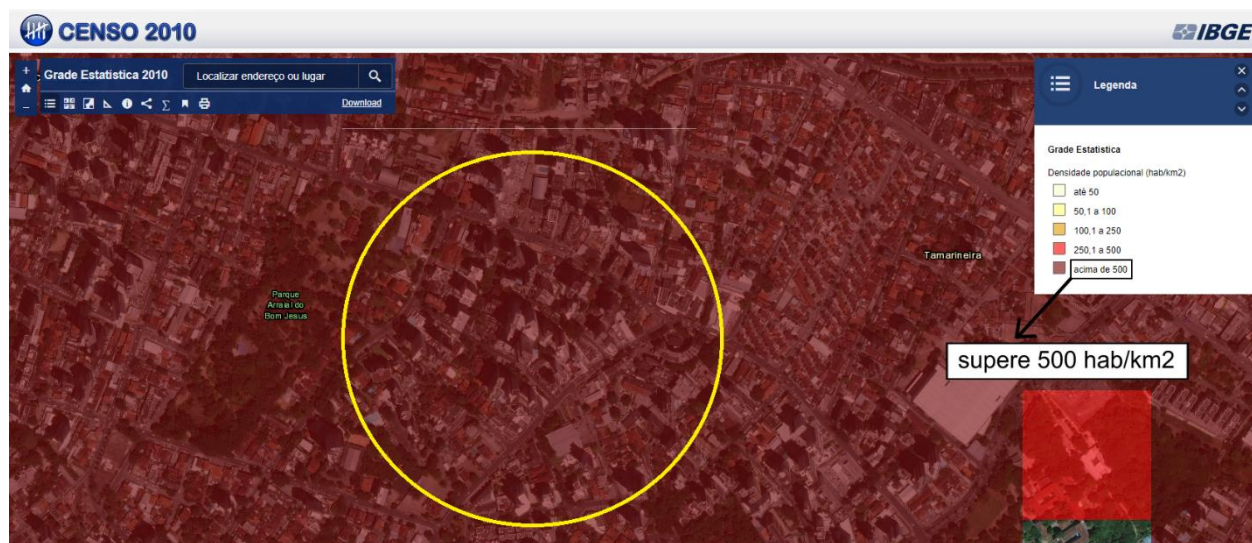 CENSO 2010
IBGE
Grade Estatistica 2010
Localizar endereço ou lugar
Download
Legenda
Grade Estatistica
Densidade populacional (hab/km2)
até 50
50,1 a 100
100,1 a 250
250,1 a 500
acima de 500
Tamarineira
Parque
Arraial do
Bom Jesus
supere 500 hab/km2